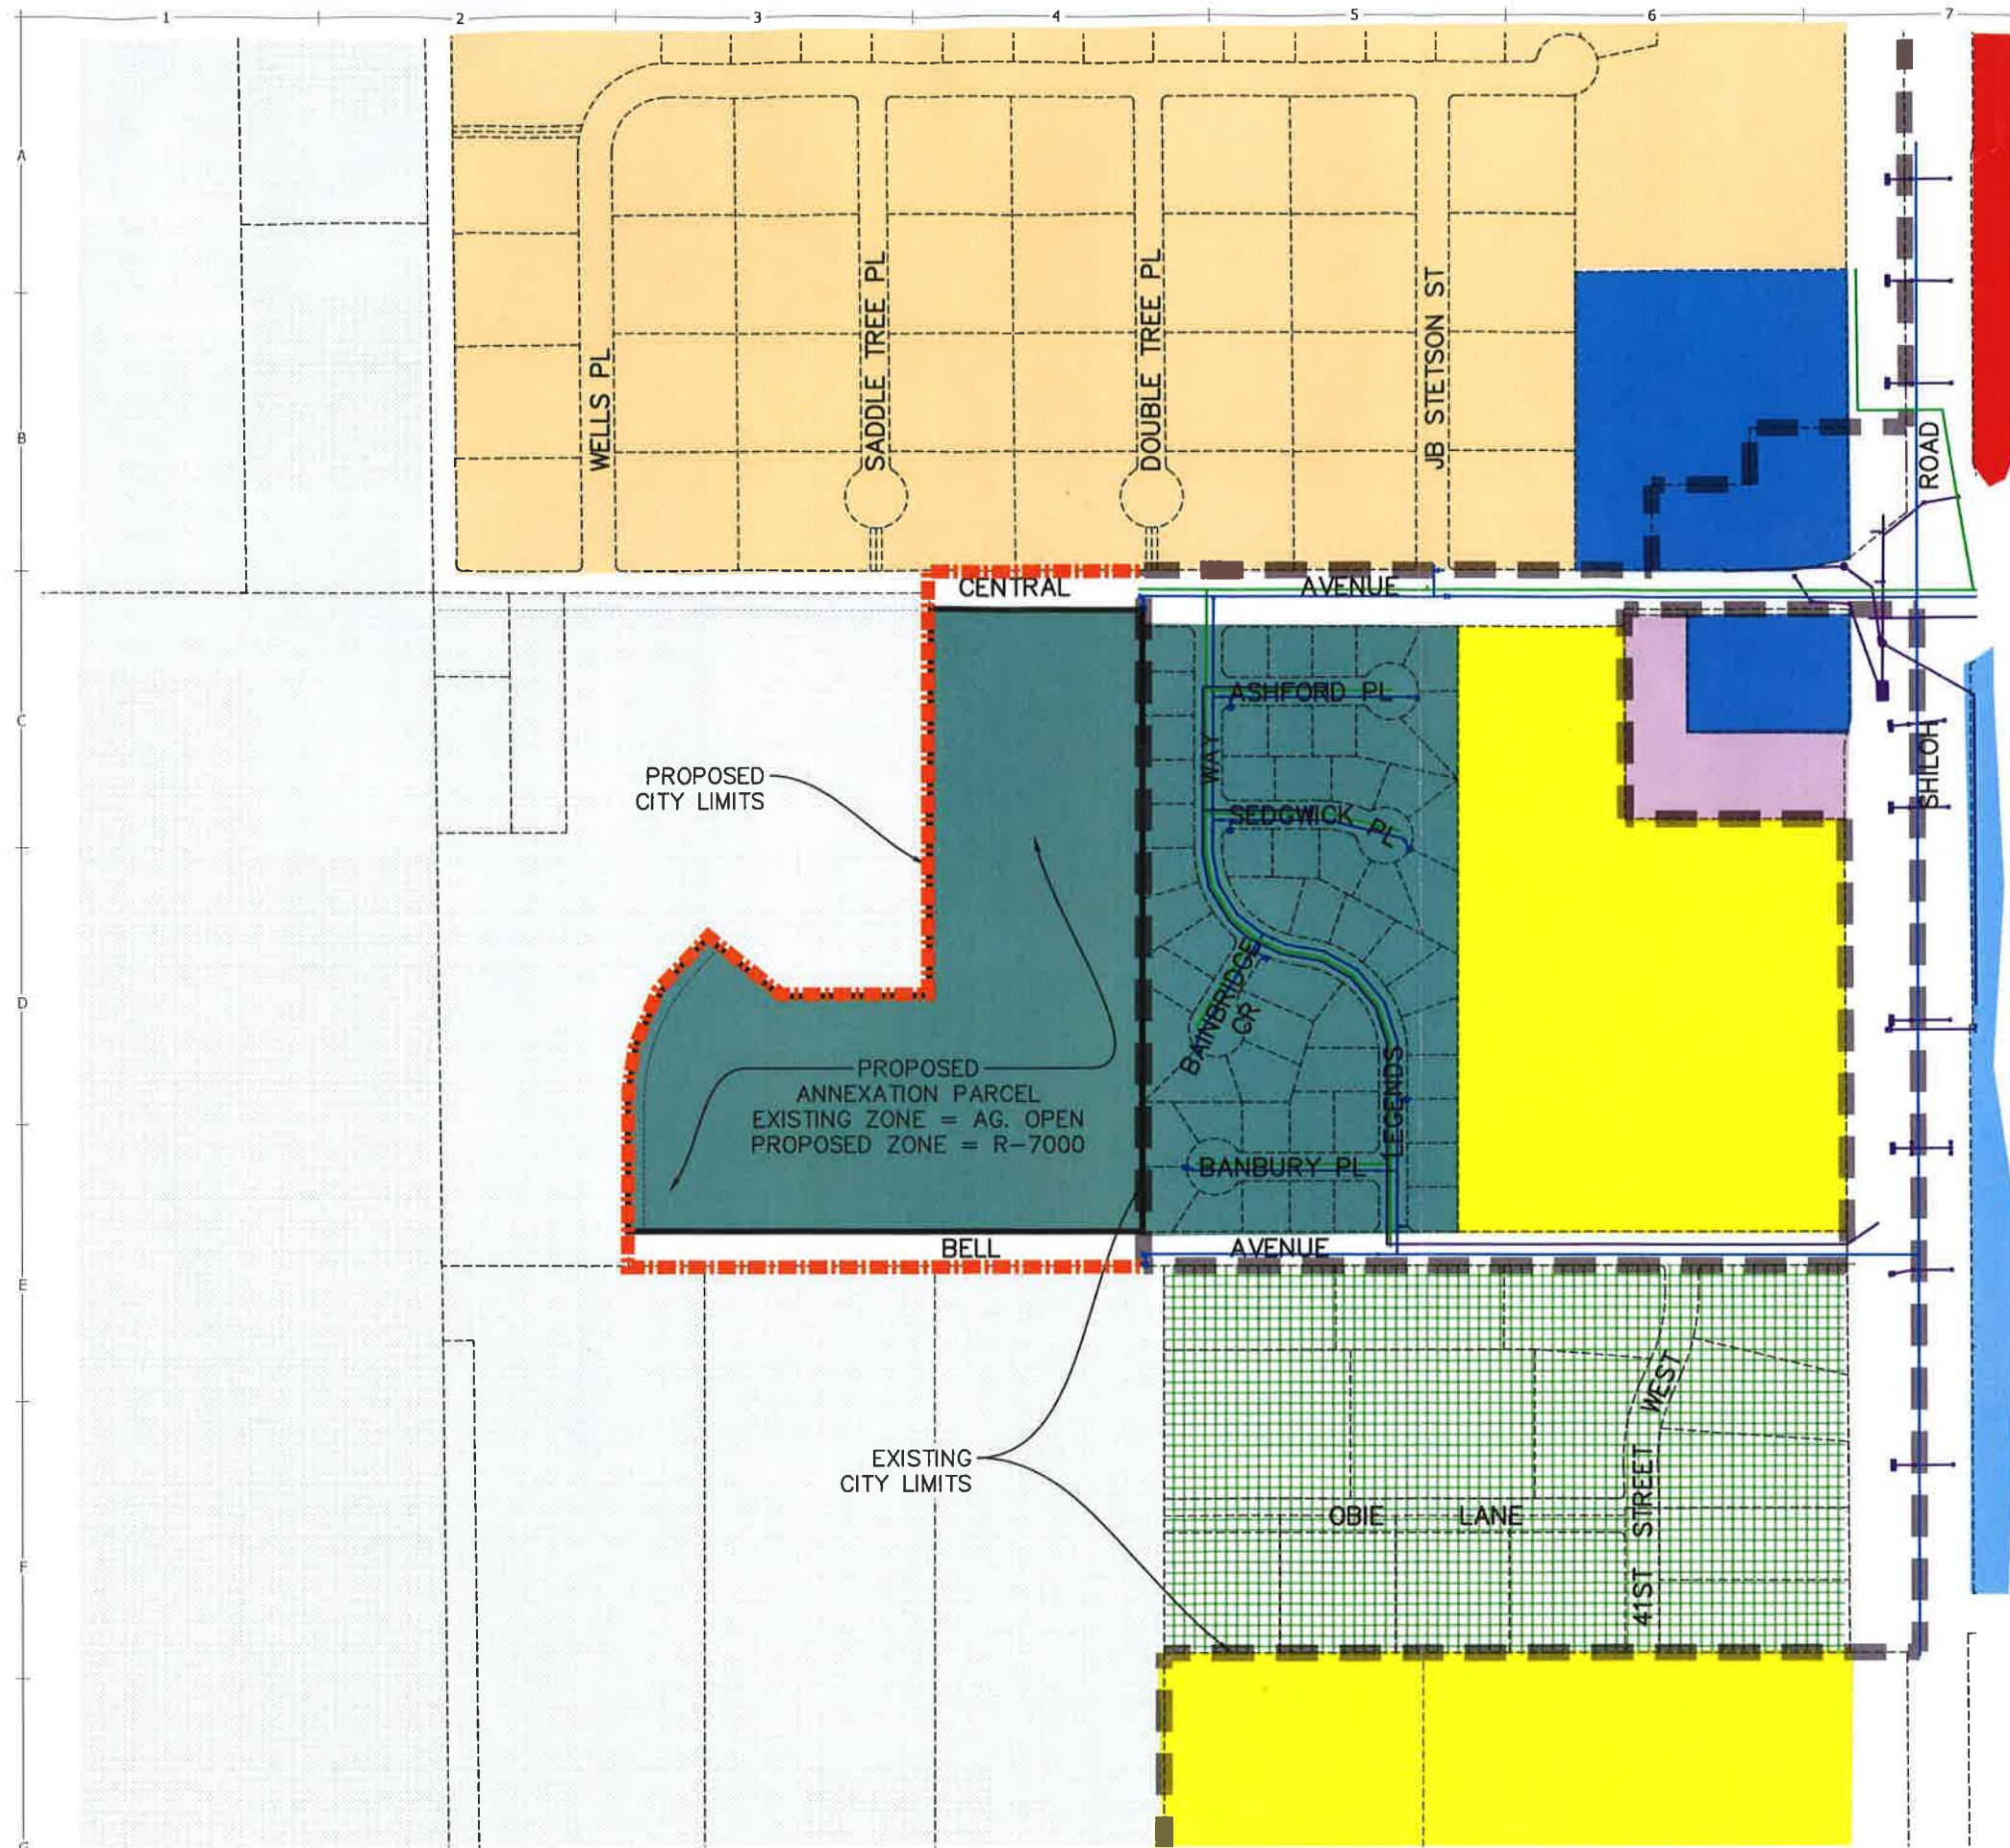 1 2 3 4 5 6 7
A
B
C
D
E
F
G
WELLS PL
SADDLE TREE PL
DOUBLE TREE PL
JB STETSON ST
ROAD
CENTRAL AVENUE
ASHFORD PL
WAY
SHILOH
PROPOSED
CITY LIMITS
SEDGWICK PL
BAINBRIDGE
CR
LEGENDS
PROPOSED
ANNEXATION PARCEL
EXISTING ZONE = AG. OPEN
PROPOSED ZONE = R-7000
BANBURY PL
BELL AVENUE
WEST
EXISTING
CITY LIMITS
OBIE LANE
41ST STREET